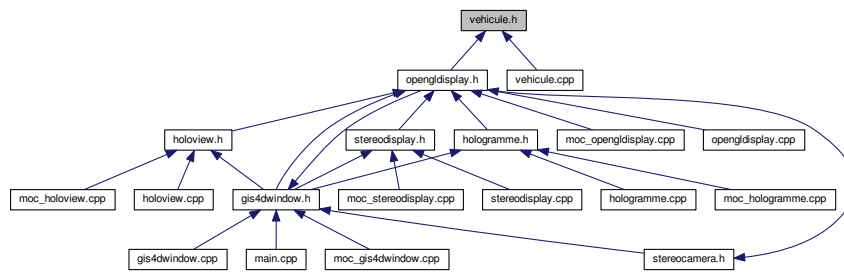 vehicule.h
opengldisplay.h
vehicule.cpp
holoview.h
stereodisplay.h
hologramme.h
moc_opengldisplay.cpp
opengldisplay.cpp
moc_holoview.cpp
holoview.cpp
gis4dwindow.h
moc_stereodisplay.cpp
stereodisplay.cpp
hologramme.cpp
moc_hologramme.cpp
gis4dwindow.cpp
main.cpp
moc_gis4dwindow.cpp
stereocamera.h